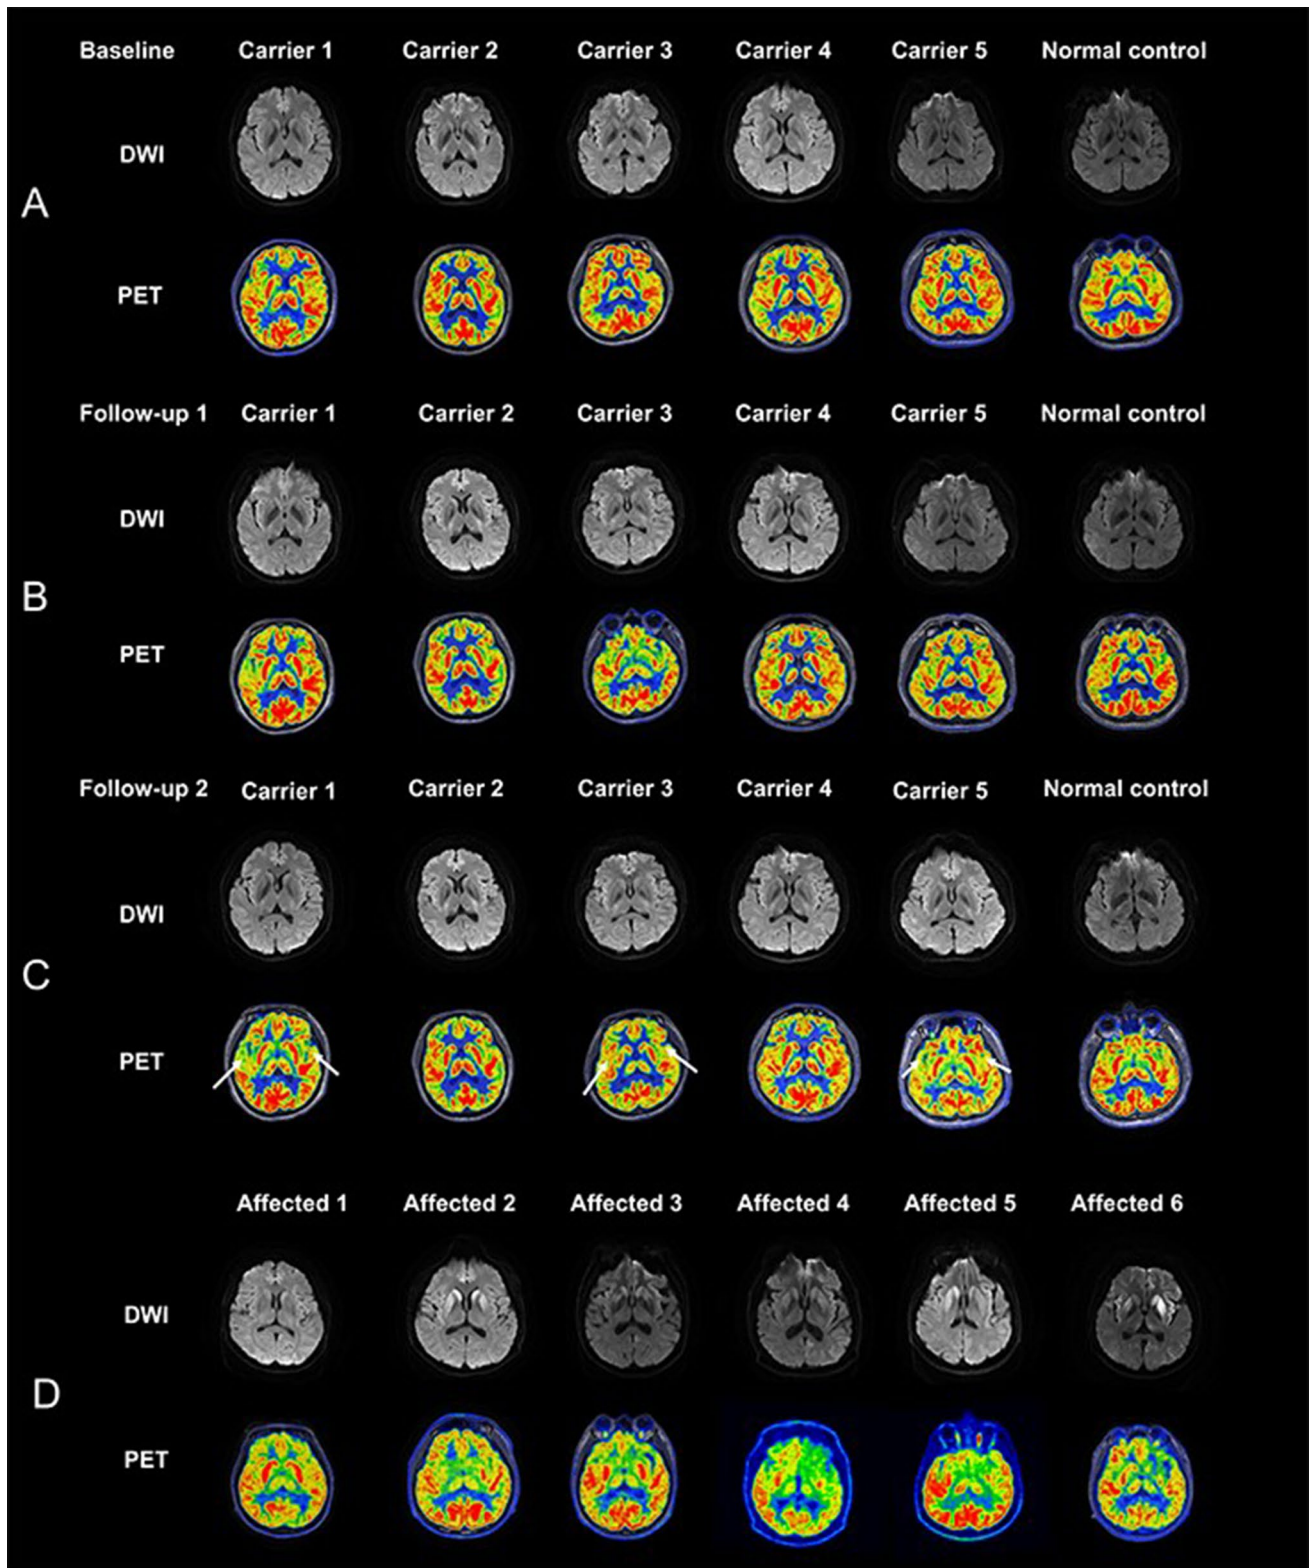 Baseline Carrier 1 Carrier 2 Carrier 3 Carrier 4 Carrier 5 Normal control
DWI
A
PET
Follow-up 1 Carrier 1 Carrier 2 Carrier 3 Carrier 4 Carrier 5 Normal control
DWI
B
PET
Follow-up 2 Carrier 1 Carrier 2 Carrier 3 Carrier 4 Carrier 5 Normal control
DWI
C
PET
Affected 1 Affected 2 Affected 3 Affected 4 Affected 5 Affected 6
DWI
D
PET